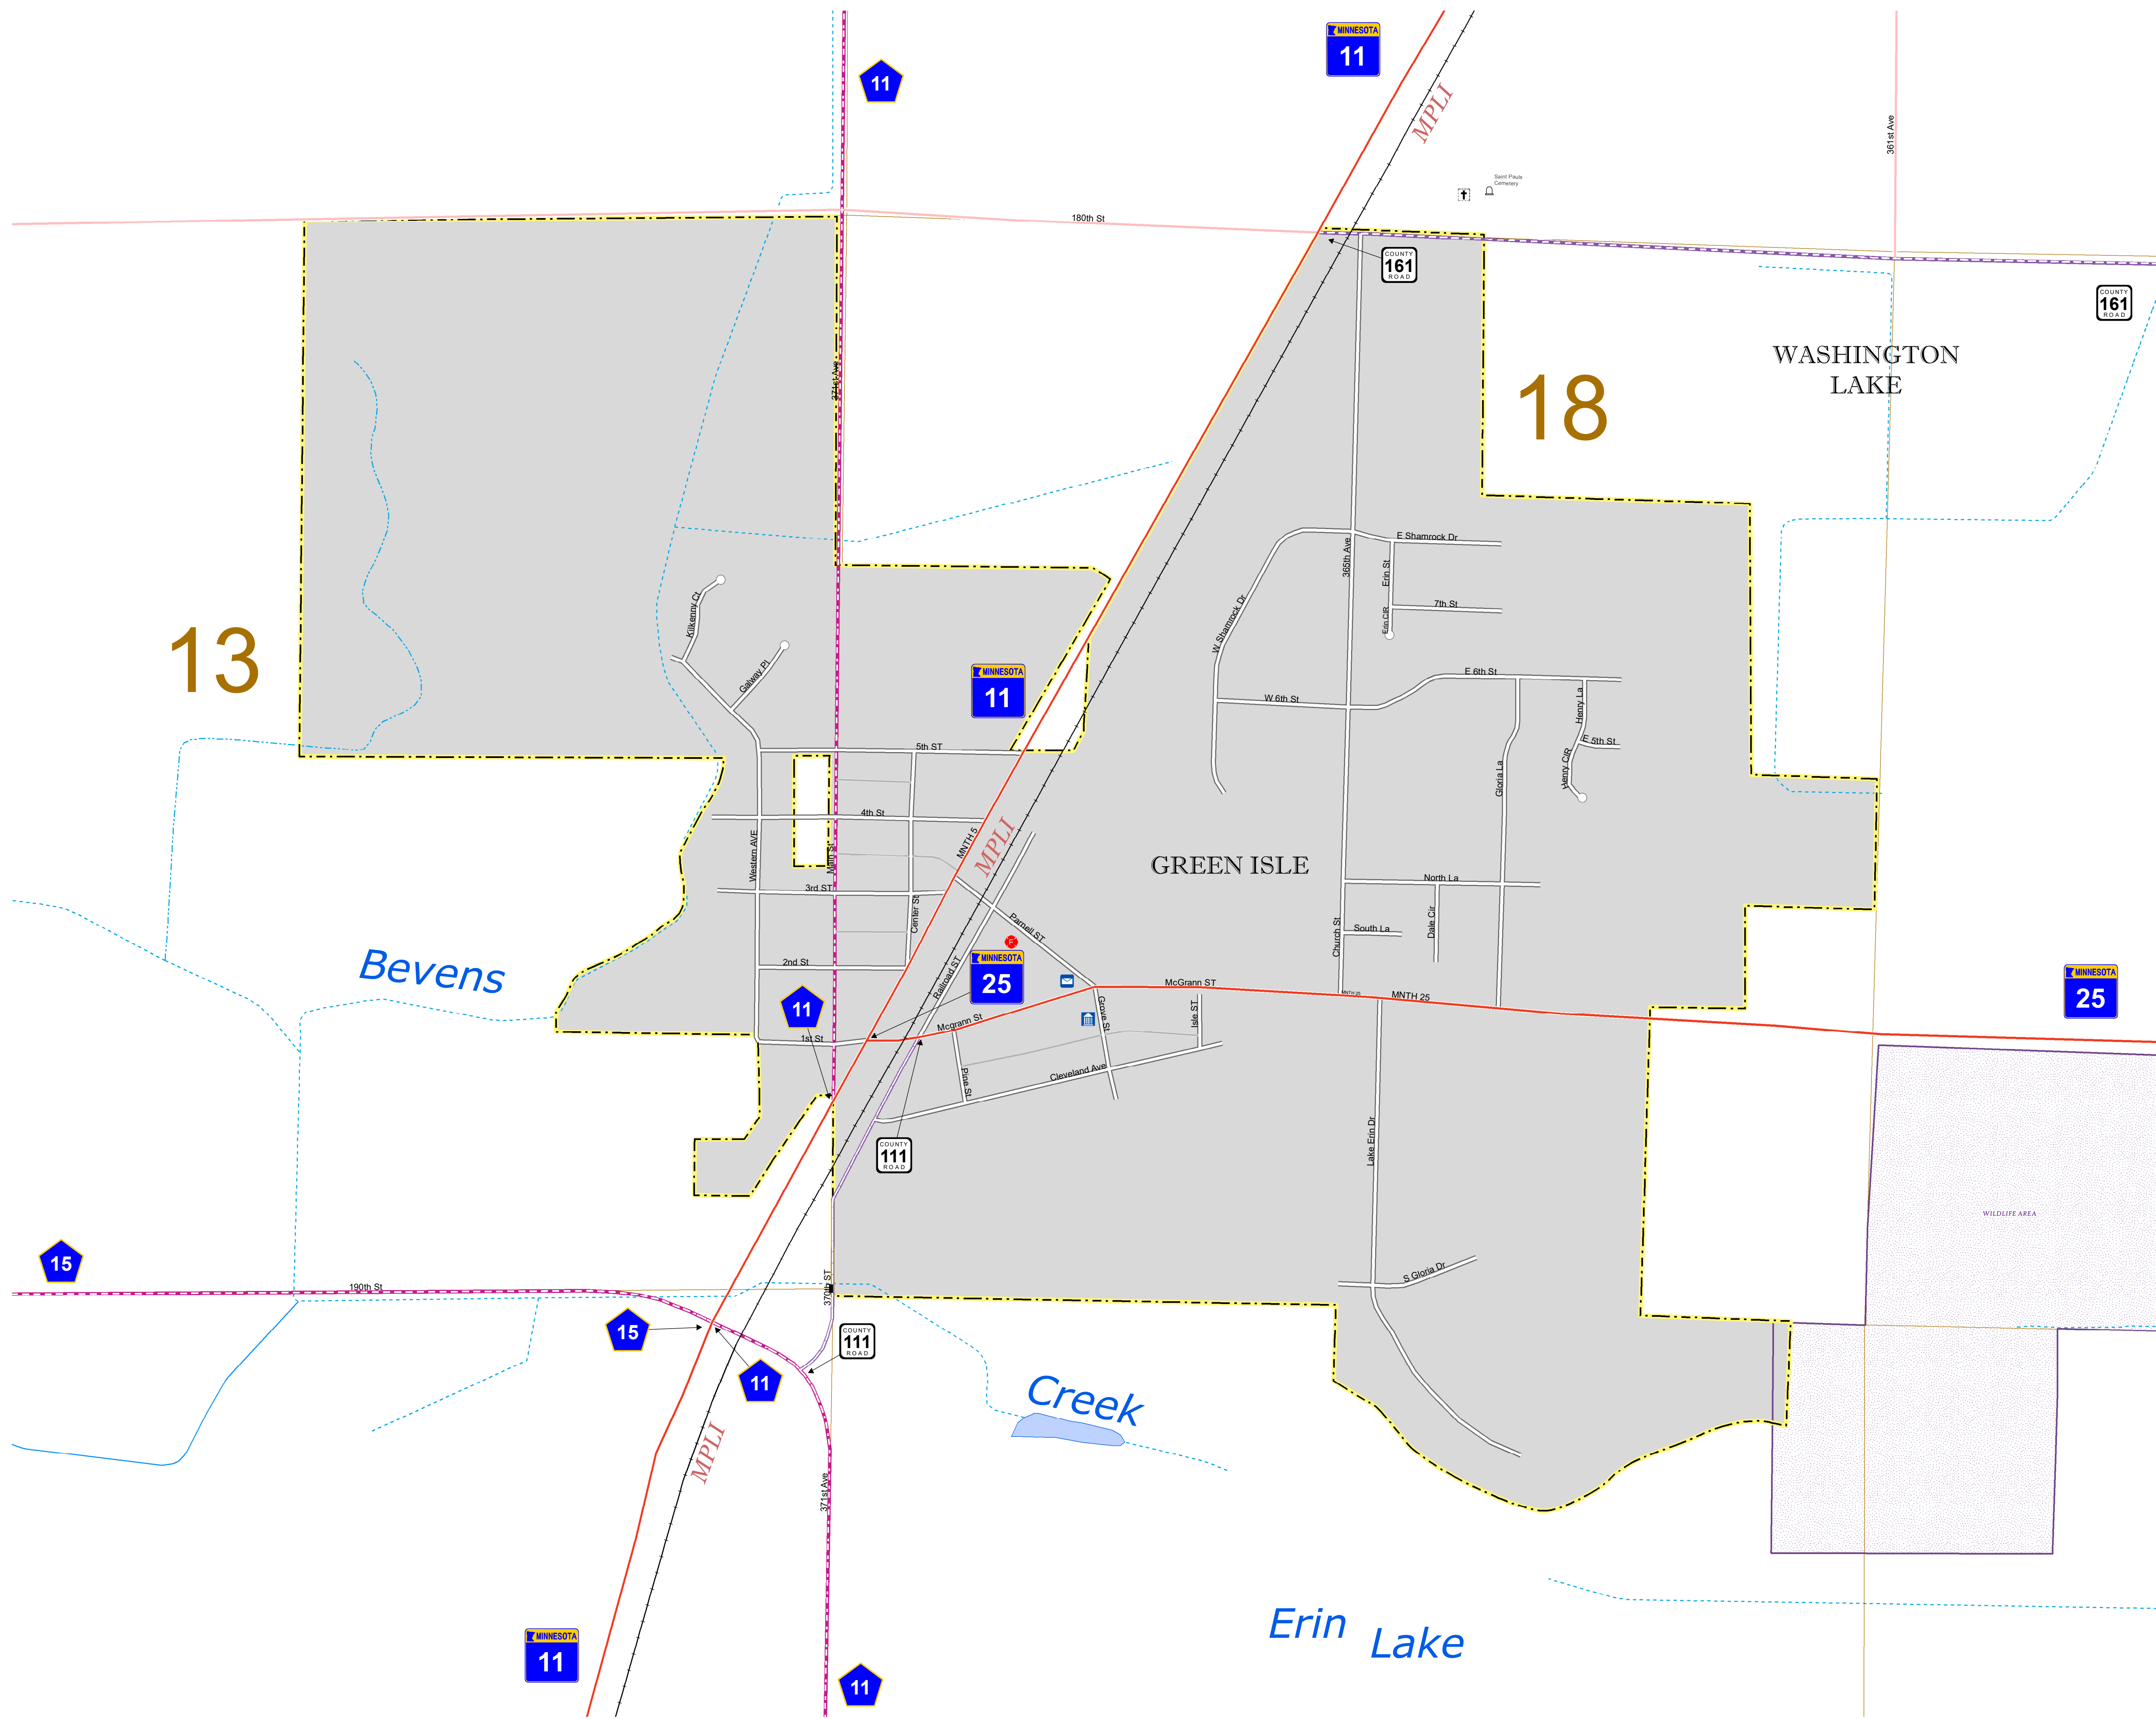 MINNESOTA
11
11
MPLI
361st Ave
Saint Pauls
Cemetery
180th St
COUNTY
161
ROAD
COUNTY
161
ROAD
WASHINGTON
LAKE
18
371st Ave
E Shamrock Dr
365th Ave
Erin St
7th St
Erin CIR
W Shamrock Dr
Kilkenny Ct
13
Galway Pl
MINNESOTA
11
E 6th St
W 6th St
Henry La
E 5th St
5th ST
Henry CIR
Gloria La
4th St
MNTH 5
MPLI
Western AVE
Main St
GREEN ISLE
3rd ST
North La
Center St
Parnell ST
Church St
South La
Dale Cir
F
Bevens
2nd St
Railroad ST
MINNESOTA
25
McGrann ST
MNTH 25
MNTH 25
MINNESOTA
25
11
Mcgrann St
Grove St
Isle ST
1st St
Pine St
Cleveland Ave
Lake Erin Dr
COUNTY
111
ROAD
WILDLIFE AREA
15
190th St
370th ST
S Gloria Dr
15
COUNTY
111
ROAD
11
Creek
MPLI
371st Ave
Erin
Lake
MINNESOTA
11
11